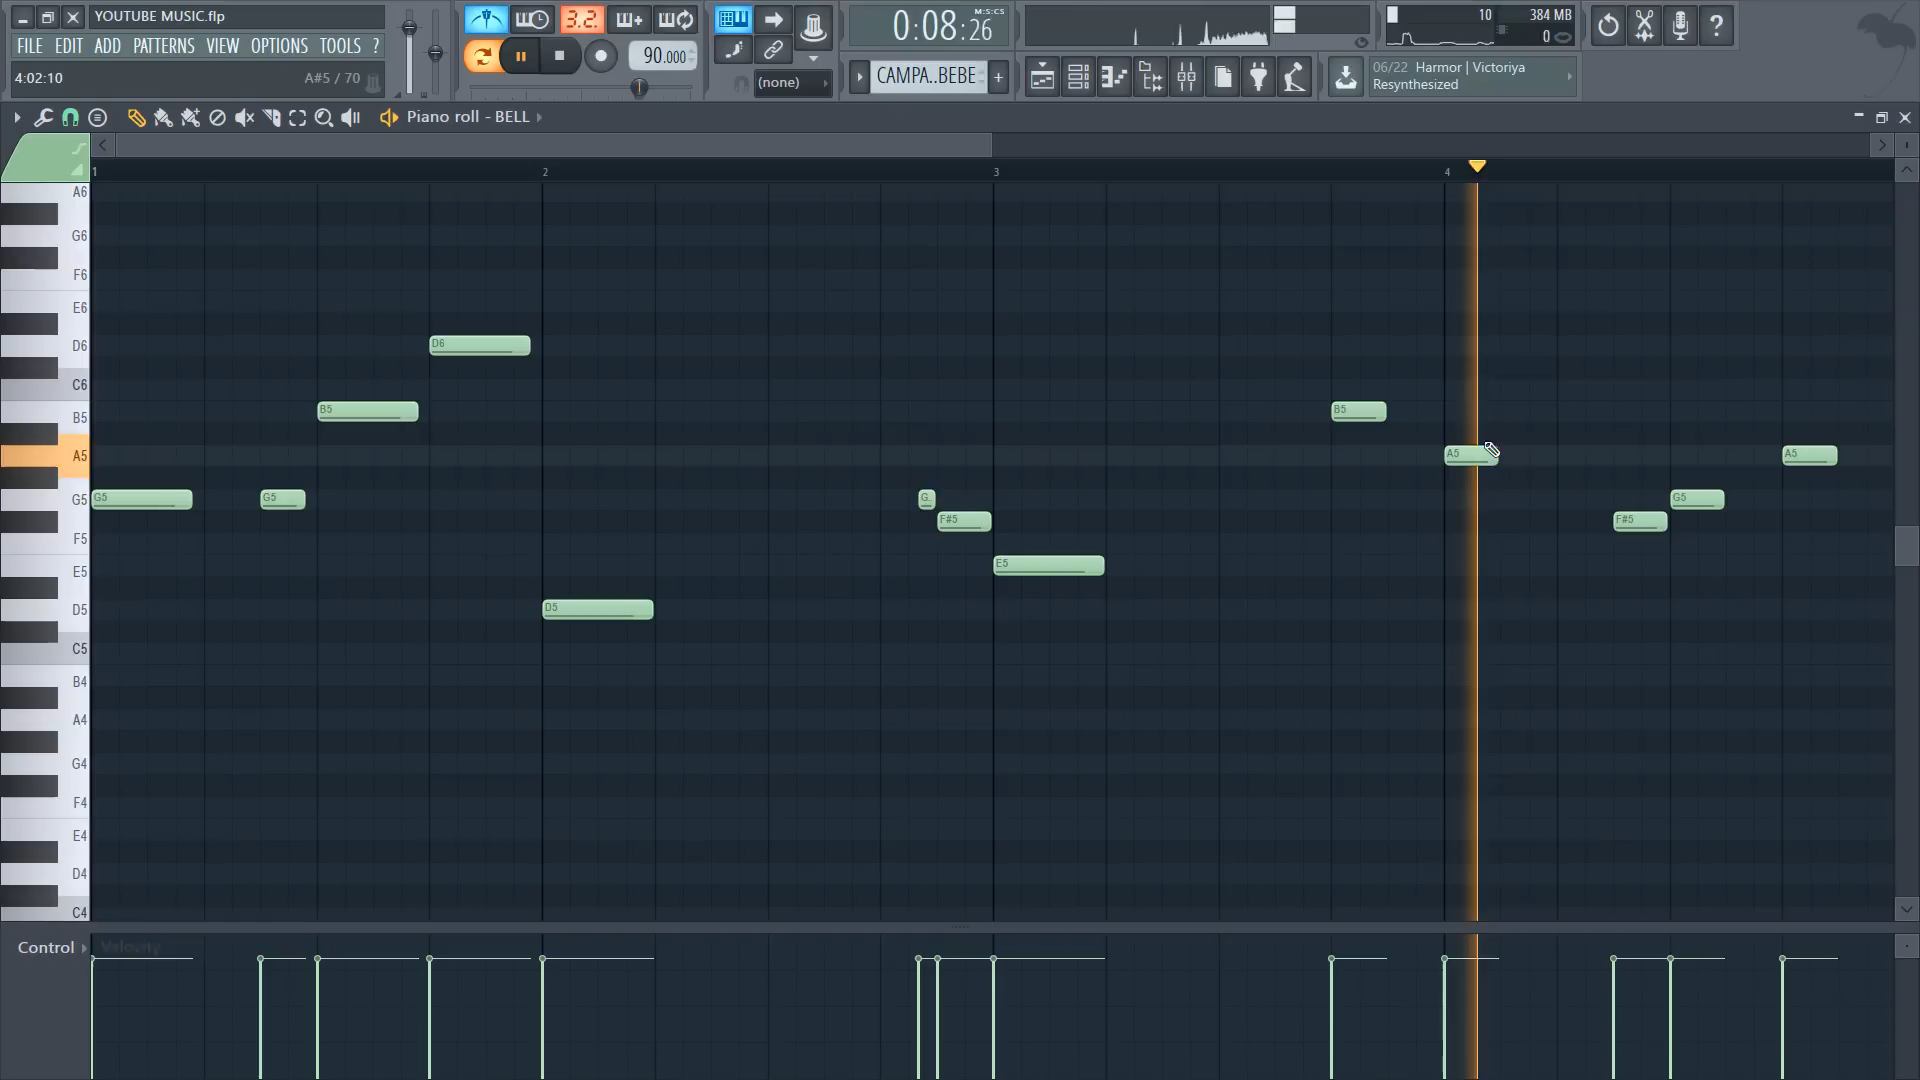 YOUTUBE MUSIC.flp
FILE EDIT ADD PATTERNS VIEW OPTIONS TOOLS ?
4:02:10 A#5 / 70
3.2.
90.000
0:08:26
M:S:CS
(none)
CAMPA..BEBE
10 384 MB
0
06/22 Harmor | Victoriya
Resynthesized
Piano roll - BELL
1 2 3 4
A6
G6
F6
E6
D6
C6
B5
A5
G5
F5
E5
D5
C5
B4
A4
G4
F4
E4
D4
C4
D6
B5 B5
A5 A5
G5 G5 G.. G5
F#5 F#5
E5
D5
Control Velocity